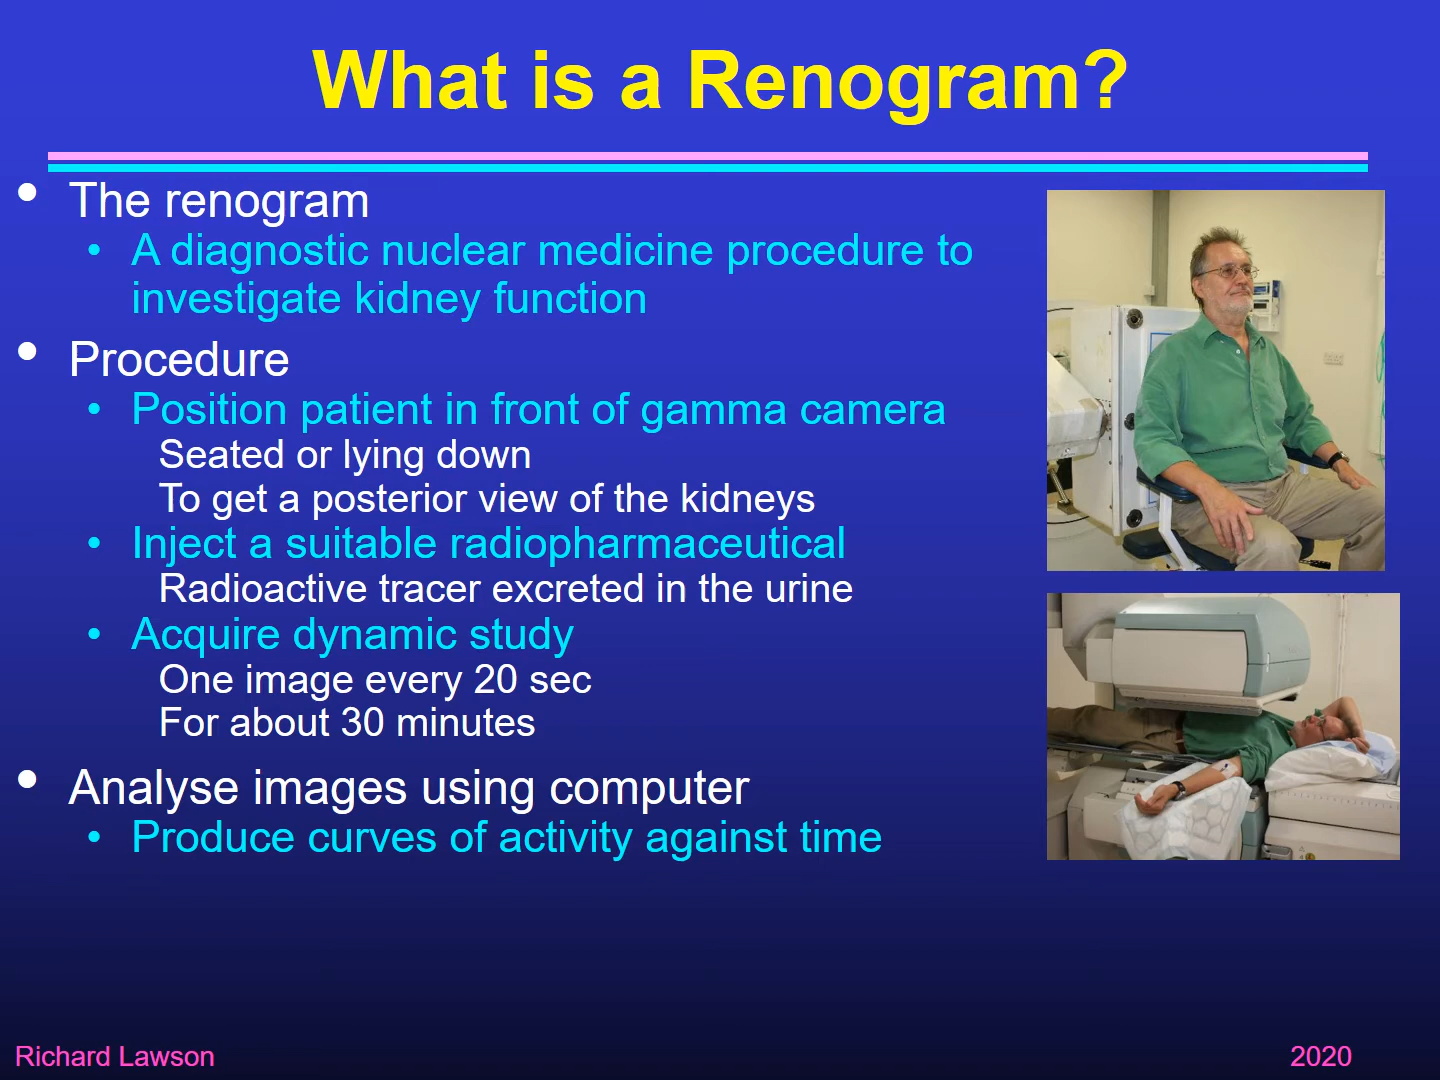 What is a Renogram?
• The renogram
• A diagnostic nuclear medicine procedure to
investigate kidney function
• Procedure
• Position patient in front of gamma camera
Seated or lying down
To get a posterior view of the kidneys
• Inject a suitable radiopharmaceutical
Radioactive tracer excreted in the urine
• Acquire dynamic study
One image every 20 sec
For about 30 minutes
• Analyse images using computer
• Produce curves of activity against time
Richard Lawson
2020